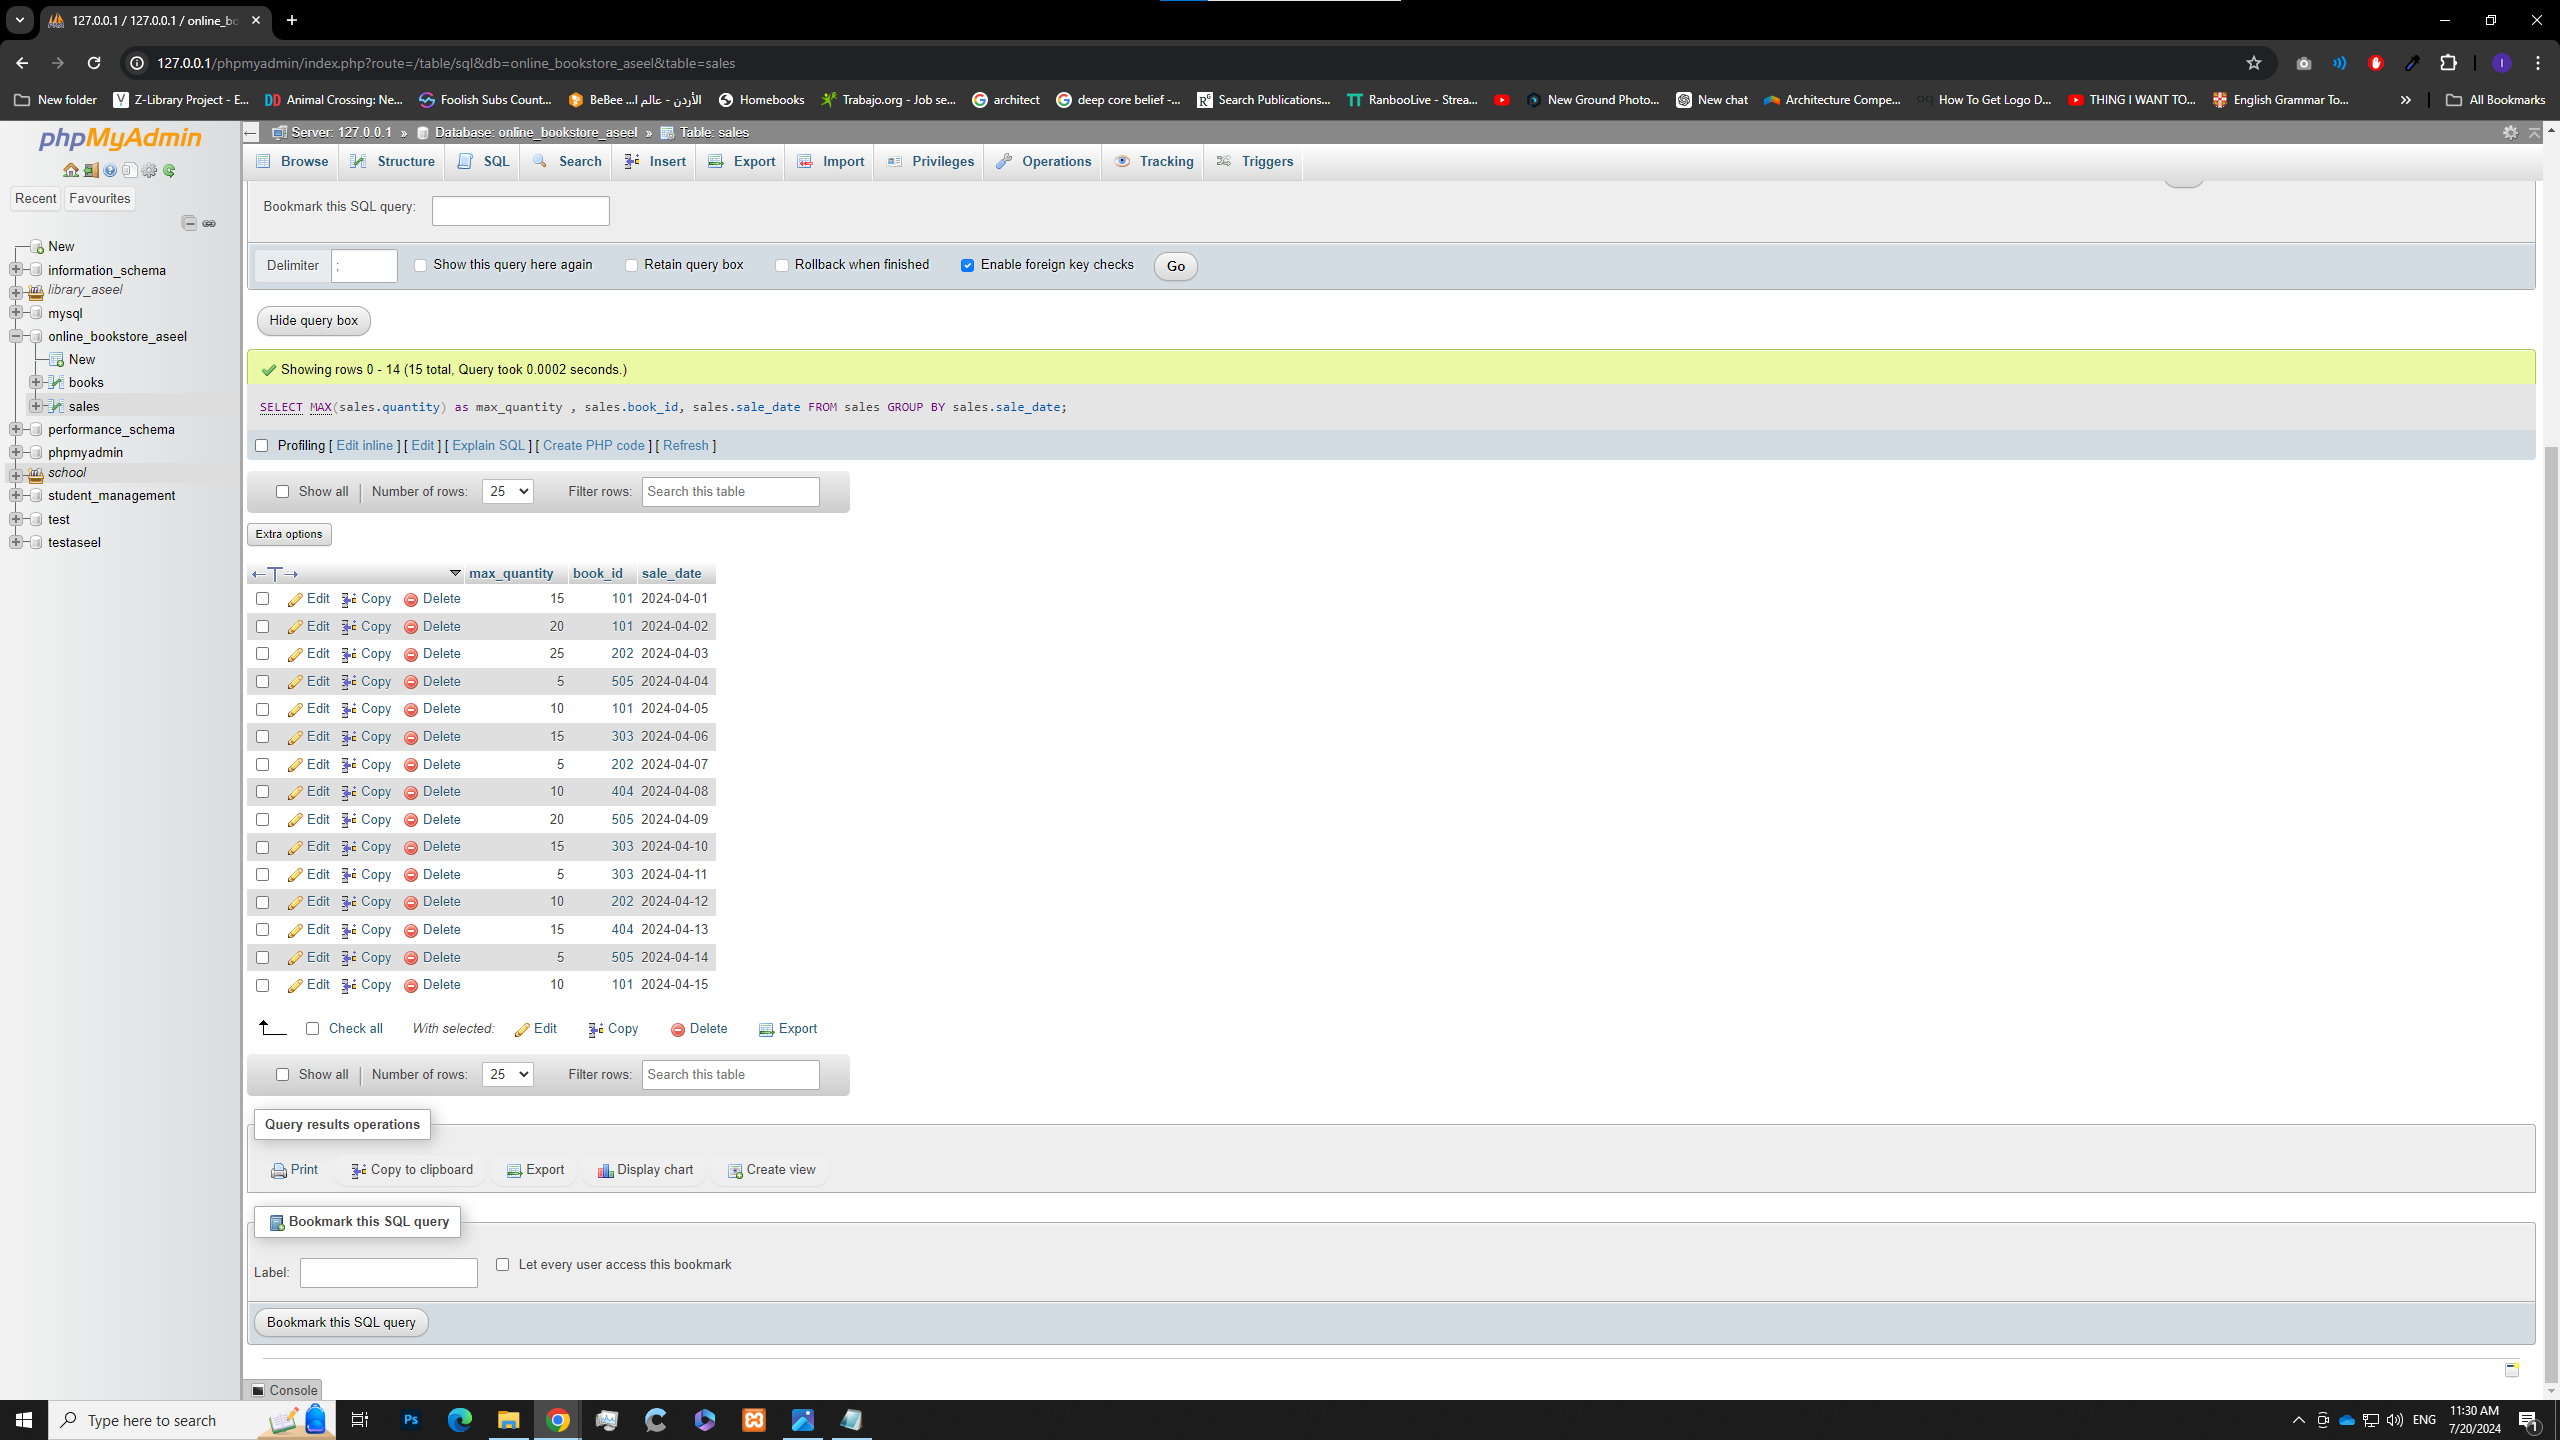 127.0.0.1 / 127.0.0.1 / online_bo
127.0.0.1/phpmyadmin/index.php?route=/table/sql&db=online_bookstore_aseel&table=sales
New folder
Z-Library Project - E...
Animal Crossing: Ne...
Foolish Subs Count...
BeBee الأردن - عالم ا...
Homebooks
Trabajo.org - Job se...
architect
deep core belief -...
Search Publications...
RanbooLive - Strea...
New Ground Photo...
New chat
Architecture Compe...
How To Get Logo D...
THING I WANT TO...
English Grammar To...
All Bookmarks
phpMyAdmin
Recent Favourites
New
information_schema
library_aseel
mysql
online_bookstore_aseel
New
books
sales
performance_schema
phpmyadmin
school
student_management
test
testaseel
Server: 127.0.0.1 » Database: online_bookstore_aseel » Table: sales
Browse Structure SQL Search Insert Export Import Privileges Operations Tracking Triggers
Bookmark this SQL query:
Delimiter ; Show this query here again Retain query box Rollback when finished Enable foreign key checks Go
Hide query box
Showing rows 0 - 14 (15 total, Query took 0.0002 seconds.)
SELECT MAX(sales.quantity) as max_quantity , sales.book_id, sales.sale_date FROM sales GROUP BY sales.sale_date;
Profiling [ Edit inline ] [ Edit ] [ Explain SQL ] [ Create PHP code ] [ Refresh ]
Show all Number of rows: 25 Filter rows: Search this table
Extra options
max_quantity book_id sale_date
Edit Copy Delete 15 101 2024-04-01
Edit Copy Delete 20 101 2024-04-02
Edit Copy Delete 25 202 2024-04-03
Edit Copy Delete 5 505 2024-04-04
Edit Copy Delete 10 101 2024-04-05
Edit Copy Delete 15 303 2024-04-06
Edit Copy Delete 5 202 2024-04-07
Edit Copy Delete 10 404 2024-04-08
Edit Copy Delete 20 505 2024-04-09
Edit Copy Delete 15 303 2024-04-10
Edit Copy Delete 5 303 2024-04-11
Edit Copy Delete 10 202 2024-04-12
Edit Copy Delete 15 404 2024-04-13
Edit Copy Delete 5 505 2024-04-14
Edit Copy Delete 10 101 2024-04-15
Check all With selected: Edit Copy Delete Export
Show all Number of rows: 25 Filter rows: Search this table
Query results operations
Print Copy to clipboard Export Display chart Create view
Bookmark this SQL query
Label: Let every user access this bookmark
Bookmark this SQL query
Console
Type here to search
Ps
ENG
11:30 AM
7/20/2024
1